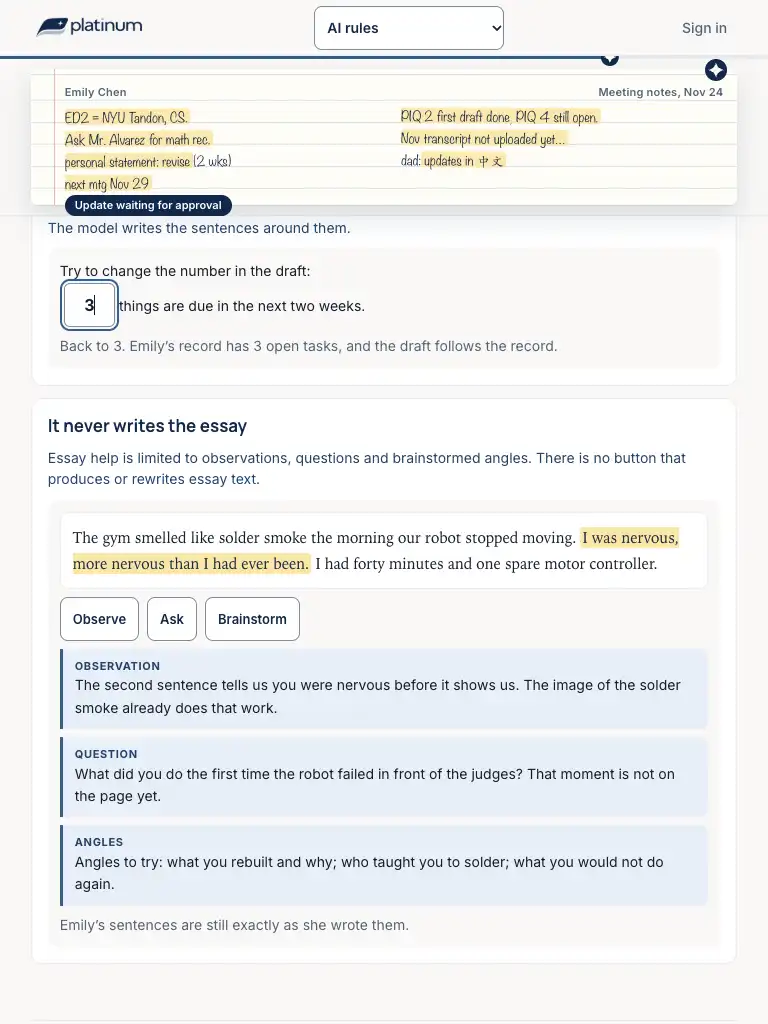 platinum
AI rules
Sign in
Emily Chen
Meeting notes, Nov 24
ED2 = NYU Tandon, CS.
Ask Mr. Alvarez for math rec.
personal statement: revise (2 wks)
next mtg Nov 29
PIQ 2 first draft done, PIQ 4 still open.
Nov transcript not uploaded yet...
dad: updates in 中文
Update waiting for approval
The model writes the sentences around them.
Try to change the number in the draft:
3 things are due in the next two weeks.
Back to 3. Emily’s record has 3 open tasks, and the draft follows the record.
It never writes the essay
Essay help is limited to observations, questions and brainstormed angles. There is no button that
produces or rewrites essay text.
The gym smelled like solder smoke the morning our robot stopped moving. I was nervous,
more nervous than I had ever been. I had forty minutes and one spare motor controller.
Observe
Ask
Brainstorm
OBSERVATION
The second sentence tells us you were nervous before it shows us. The image of the solder
smoke already does that work.
QUESTION
What did you do the first time the robot failed in front of the judges? That moment is not on
the page yet.
ANGLES
Angles to try: what you rebuilt and why; who taught you to solder; what you would not do
again.
Emily’s sentences are still exactly as she wrote them.